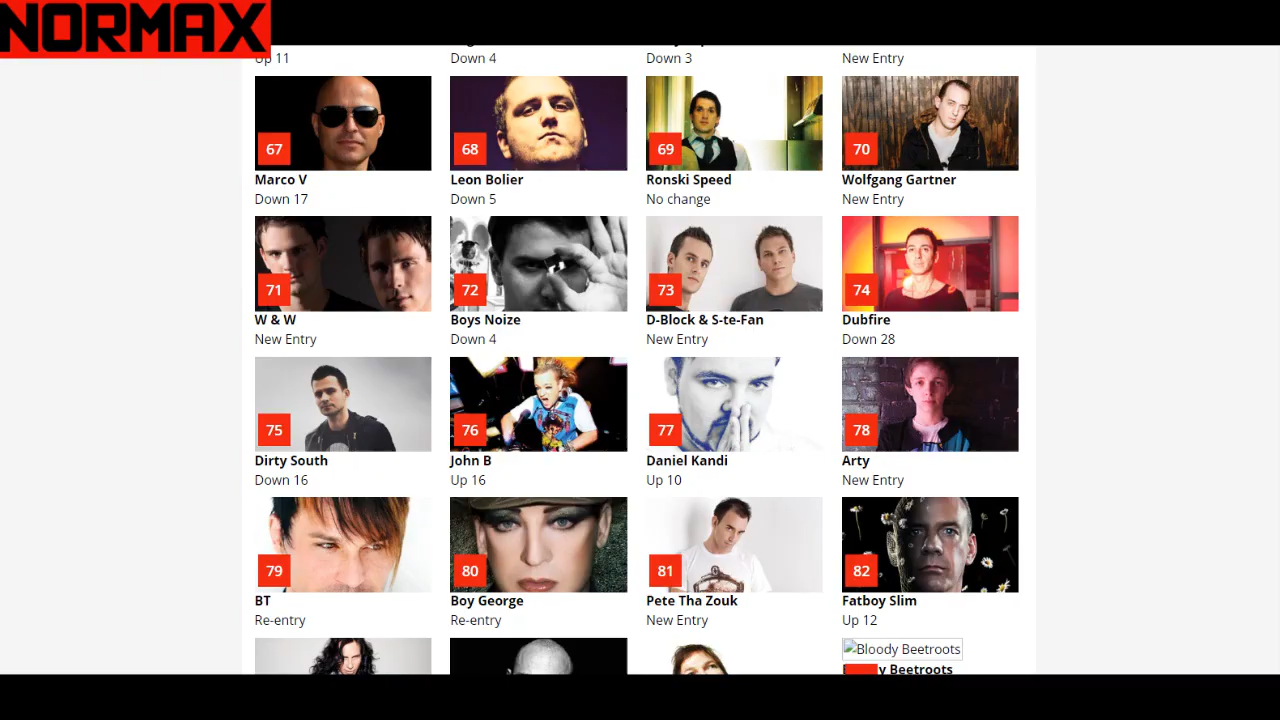 NORMAX
Up 11
Down 4
Down 3
New Entry
67
68
69
70
Marco V
Leon Bolier
Ronski Speed
Wolfgang Gartner
Down 17
Down 5
No change
New Entry
71
72
73
74
W & W
Boys Noize
D-Block & S-te-Fan
Dubfire
New Entry
Down 4
New Entry
Down 28
75
76
77
78
Dirty South
John B
Daniel Kandi
Arty
Down 16
Up 16
Up 10
New Entry
79
80
81
82
BT
Boy George
Pete Tha Zouk
Fatboy Slim
Re-entry
Re-entry
New Entry
Up 12
Bloody Beetroots
Beetroots